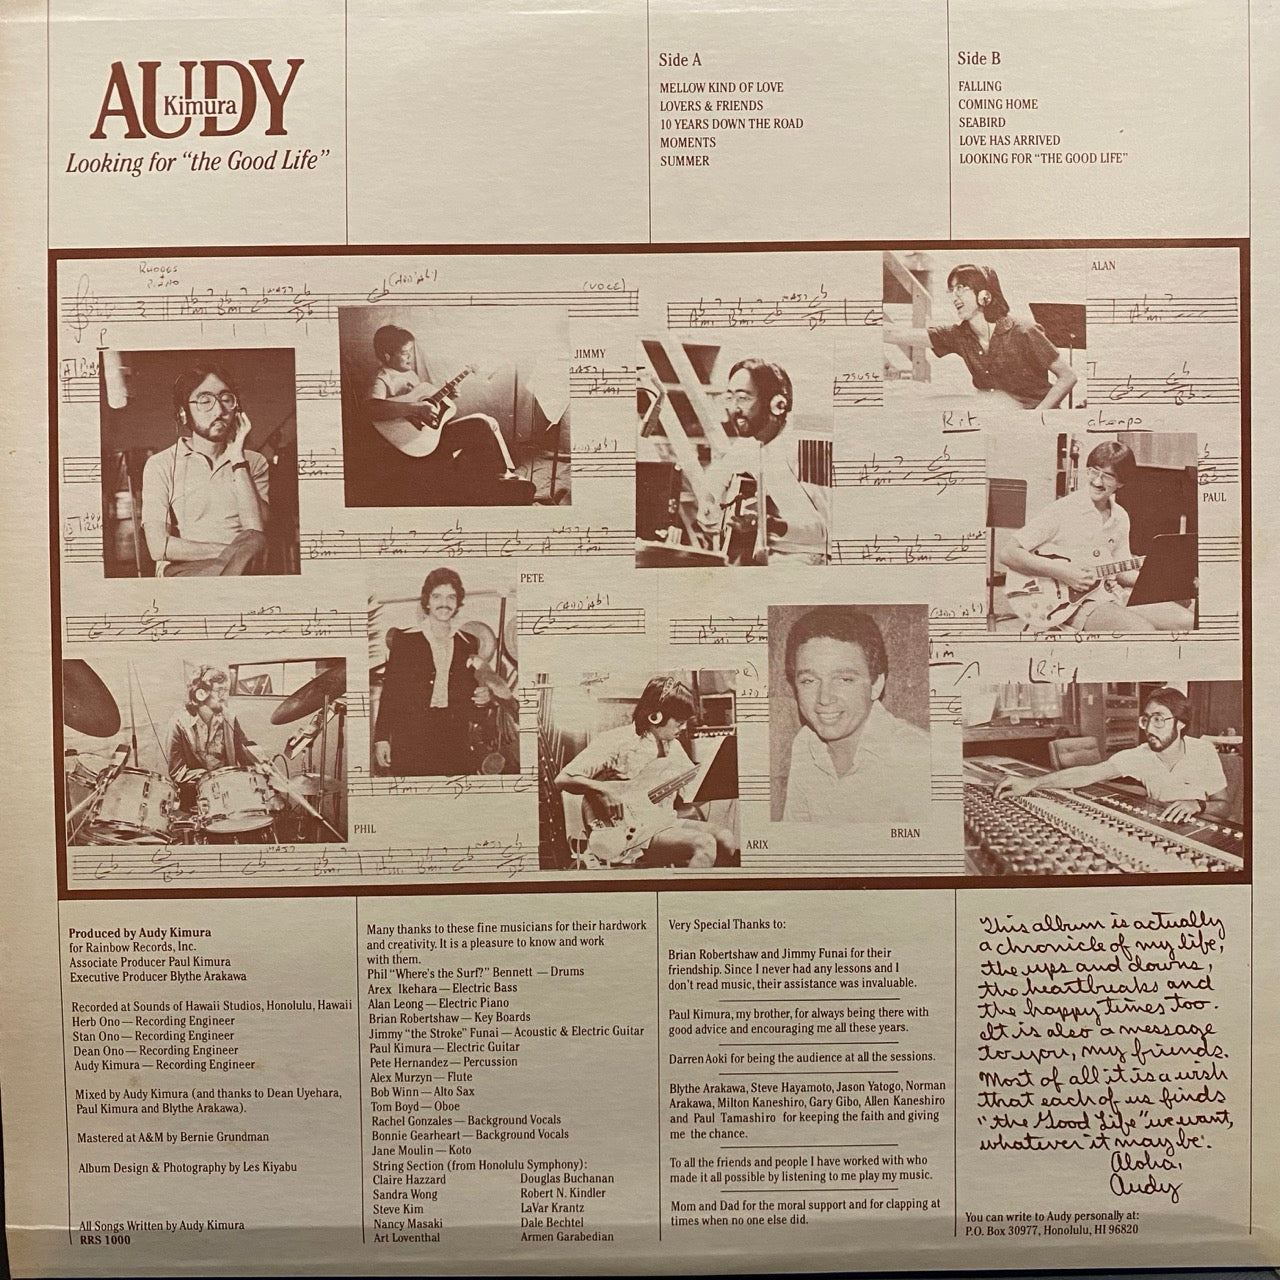 AUDY
Kimura
Looking for “the Good Life”
Side A
MELLOW KIND OF LOVE
LOVERS & FRIENDS
10 YEARS DOWN THE ROAD
MOMENTS
SUMMER
Side B
FALLING
COMING HOME
SEABIRD
LOVE HAS ARRIVED
LOOKING FOR “THE GOOD LIFE”
RHODES
PIANO
ALAN
JIMMY
Rit.
atempo
PAUL
PETE
PHIL
ARIX
BRIAN
Rit
Produced by Audy Kimura
for Rainbow Records, Inc.
Associate Producer Paul Kimura
Executive Producer Blythe Arakawa
Recorded at Sounds of Hawaii Studios, Honolulu, Hawaii
Herb Ono — Recording Engineer
Stan Ono — Recording Engineer
Dean Ono — Recording Engineer
Audy Kimura — Recording Engineer
Mixed by Audy Kimura (and thanks to Dean Uyehara,
Paul Kimura and Blythe Arakawa).
Mastered at A&M by Bernie Grundman
Album Design & Photography by Les Kiyabu
All Songs Written by Audy Kimura
RRS 1000
Many thanks to these fine musicians for their hardwork
and creativity. It is a pleasure to know and work
with them.
Phil “Where's the Surf?” Bennett — Drums
Arex Ikehara — Electric Bass
Alan Leong — Electric Piano
Brian Robertshaw — Key Boards
Jimmy “the Stroke” Funai — Acoustic & Electric Guitar
Paul Kimura — Electric Guitar
Pete Hernandez — Percussion
Alex Murzyn — Flute
Bob Winn — Alto Sax
Tom Boyd — Oboe
Rachel Gonzales — Background Vocals
Bonnie Gearheart — Background Vocals
Jane Moulin — Koto
String Section (from Honolulu Symphony):
Claire Hazzard
Sandra Wong
Steve Kim
Nancy Masaki
Art Loventhal
Douglas Buchanan
Robert N. Kindler
LaVar Krantz
Dale Bechtel
Armen Garabedian
Very Special Thanks to:
Brian Robertshaw and Jimmy Funai for their
friendship. Since I never had any lessons and I
don't read music, their assistance was invaluable.
Paul Kimura, my brother, for always being there with
good advice and encouraging me all these years.
Darren Aoki for being the audience at all the sessions.
Blythe Arakawa, Steve Hayamoto, Jason Yatogo, Norman
Arakawa, Milton Kaneshiro, Gary Gibo, Allen Kaneshiro
and Paul Tamashiro for keeping the faith and giving
me the chance.
To all the friends and people I have worked with who
made it all possible by listening to me play my music.
Mom and Dad for the moral support and for clapping at
times when no one else did.
This album is actually
a chronicle of my life,
the ups and downs,
the heartbreaks and
the happy times too.
It is also a message
to you, my friends.
Most of all it is a wish
that each of us finds
"the Good Life" we want,
whatever it may be.
Aloha,
Audy
You can write to Audy personally at:
P.O. Box 30977, Honolulu, HI 96820